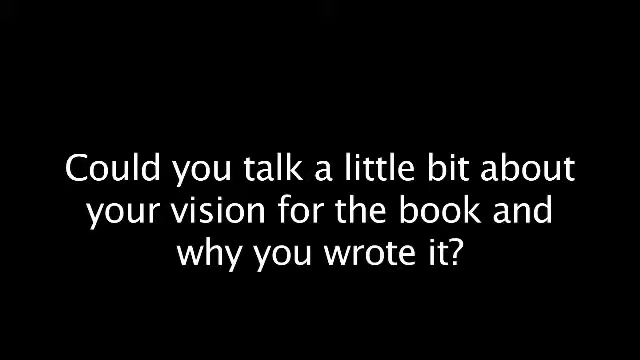 Could you talk a little bit about
your vision for the book and
why you wrote it?